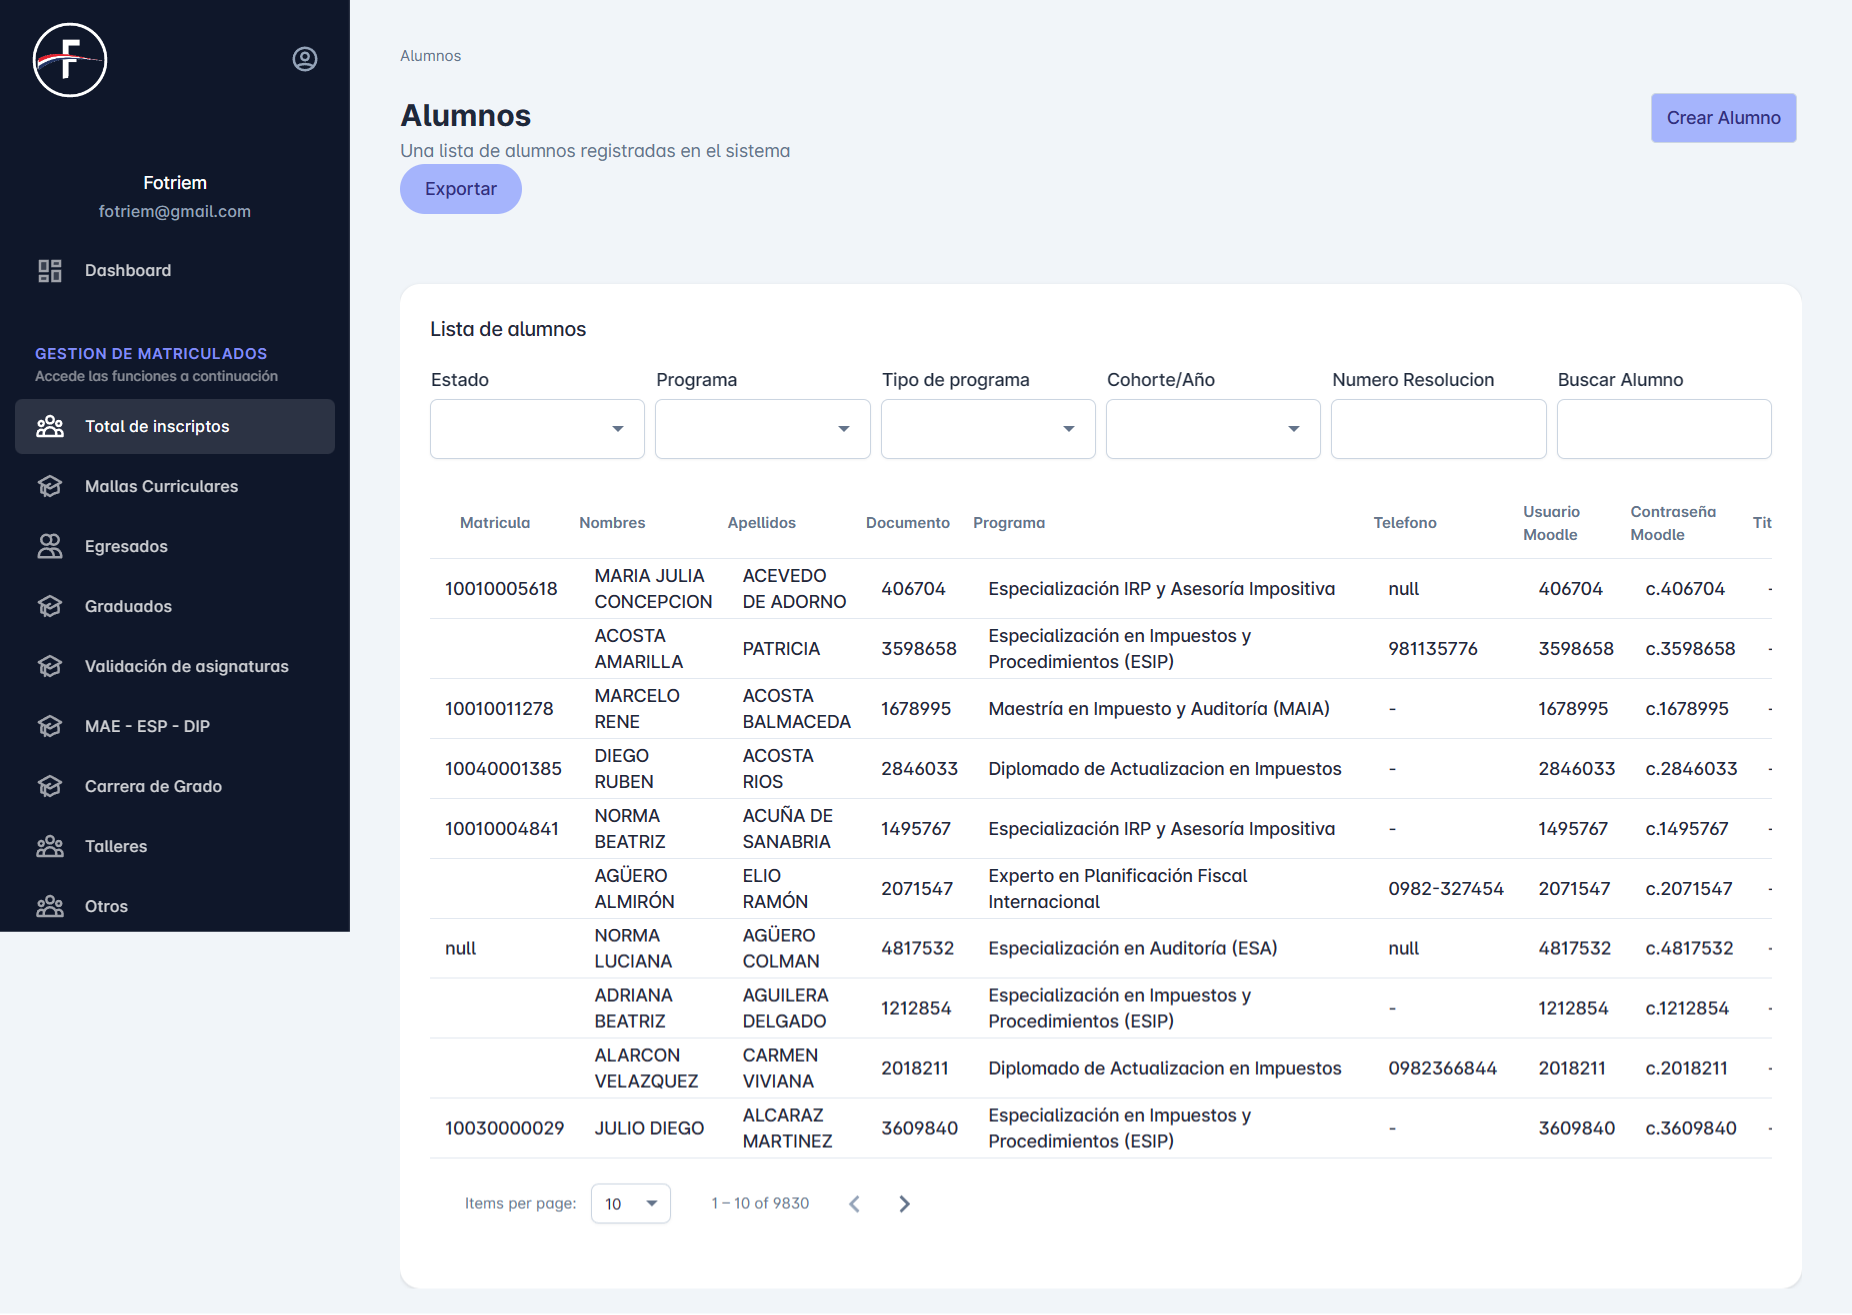 F
Fotriem
fotriem@gmail.com
Dashboard
GESTION DE MATRICULADOS
Accede las funciones a continuación
Total de inscriptos
Mallas Curriculares
Egresados
Graduados
Validación de asignaturas
MAE - ESP - DIP
Carrera de Grado
Talleres
Otros
Alumnos
Alumnos
Una lista de alumnos registradas en el sistema
Exportar
Crear Alumno
Lista de alumnos
Estado Programa Tipo de programa Cohorte/Año Numero Resolucion Buscar Alumno
Matricula Nombres Apellidos Documento Programa Telefono Usuario Moodle Contraseña Moodle Tit
10010005618 MARIA JULIA CONCEPCION ACEVEDO DE ADORNO 406704 Especialización IRP y Asesoría Impositiva null 406704 c.406704 -
ACOSTA AMARILLA PATRICIA 3598658 Especialización en Impuestos y Procedimientos (ESIP) 981135776 3598658 c.3598658 -
10010011278 MARCELO RENE ACOSTA BALMACEDA 1678995 Maestría en Impuesto y Auditoría (MAIA) - 1678995 c.1678995 -
10040001385 DIEGO RUBEN ACOSTA RIOS 2846033 Diplomado de Actualizacion en Impuestos - 2846033 c.2846033 -
10010004841 NORMA BEATRIZ ACUÑA DE SANABRIA 1495767 Especialización IRP y Asesoría Impositiva - 1495767 c.1495767 -
AGÜERO ALMIRÓN ELIO RAMÓN 2071547 Experto en Planificación Fiscal Internacional 0982-327454 2071547 c.2071547 -
null NORMA LUCIANA AGÜERO COLMAN 4817532 Especialización en Auditoría (ESA) null 4817532 c.4817532 -
ADRIANA BEATRIZ AGUILERA DELGADO 1212854 Especialización en Impuestos y Procedimientos (ESIP) - 1212854 c.1212854 -
ALARCON VELAZQUEZ CARMEN VIVIANA 2018211 Diplomado de Actualizacion en Impuestos 0982366844 2018211 c.2018211 -
10030000029 JULIO DIEGO ALCARAZ MARTINEZ 3609840 Especialización en Impuestos y Procedimientos (ESIP) - 3609840 c.3609840 -
Items per page: 10 1 – 10 of 9830